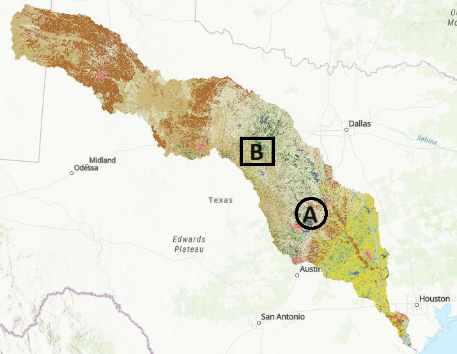 Dallas
Sabine
B
Midland
Odessa
Texas
A
Edwards
Plateau
Austin
Houston
San Antonio